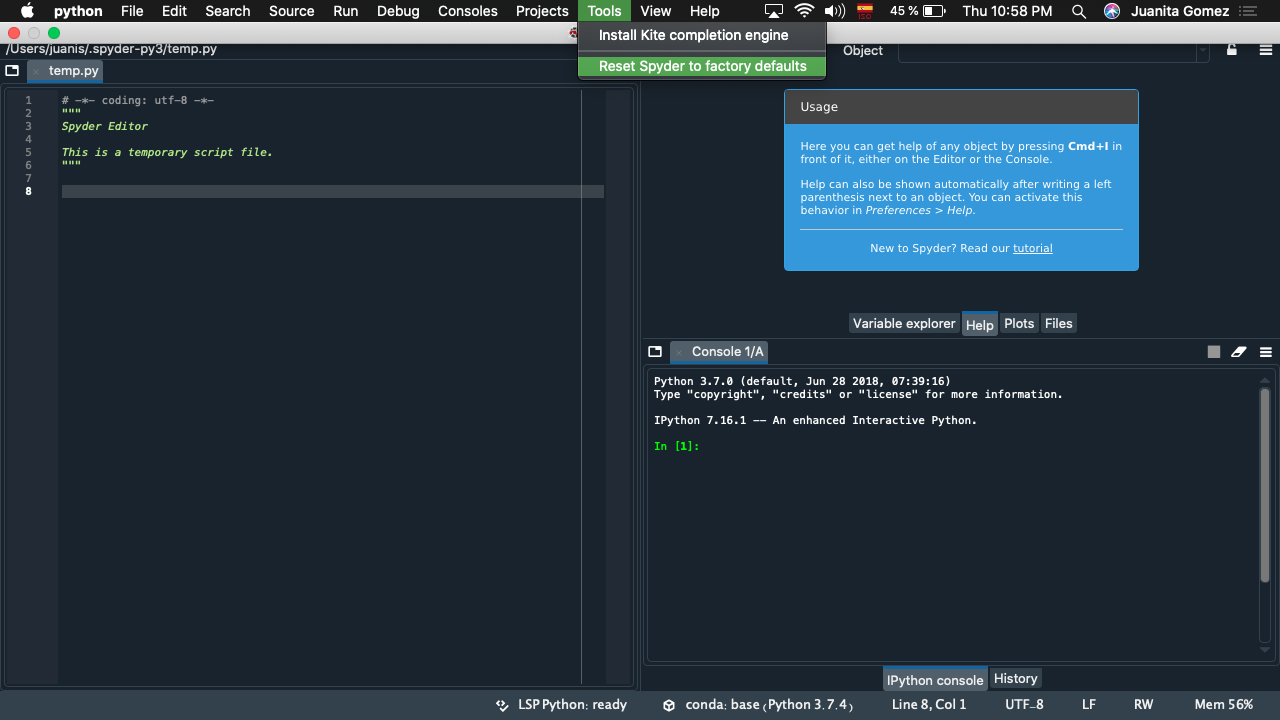 python File Edit Search Source Run Debug Consoles Projects Tools View Help 45 % Thu 10:58 PM Juanita Gomez
ISO
Install Kite completion engine
Reset Spyder to factory defaults
/Users/juanis/.spyder-py3/temp.py
temp.py
1 # -*- coding: utf-8 -*-
2 """
3 Spyder Editor
4
5 This is a temporary script file.
6 """
7
8
Object
Usage
Here you can get help of any object by pressing Cmd+I in
front of it, either on the Editor or the Console.
Help can also be shown automatically after writing a left
parenthesis next to an object. You can activate this
behavior in Preferences > Help.
New to Spyder? Read our tutorial
Variable explorer Help Plots Files
Console 1/A
Python 3.7.0 (default, Jun 28 2018, 07:39:16)
Type "copyright", "credits" or "license" for more information.
IPython 7.16.1 -- An enhanced Interactive Python.
In [1]:
IPython console History
LSP Python: ready conda: base (Python 3.7.4) Line 8, Col 1 UTF-8 LF RW Mem 56%